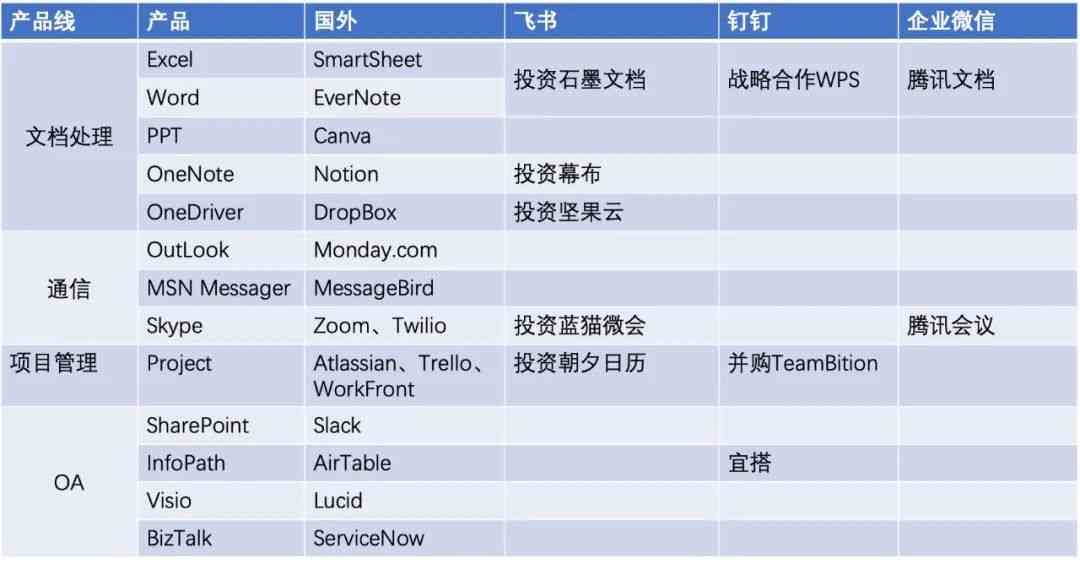 产品线 产品 国外 飞书 钉钉 企业微信
Excel SmartSheet
投资石墨文档 战略合作WPS 腾讯文档
Word EverNote
文档处理 PPT Canva
OneNote Notion 投资幕布
OneDriver DropBox 投资坚果云
OutLook Monday.com
通信 MSN Messager MessageBird
Skype Zoom、Twilio 投资蓝猫微会 腾讯会议
项目管理 Project Atlassian、Trello、 投资朝夕日历 并购TeamBition
WorkFront
SharePoint Slack
InfoPath AirTable 宜搭
OA
Visio Lucid
BizTalk ServiceNow